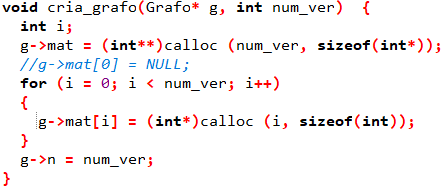 void cria_grafo(Grafo* g, int num_ver)  {
  int i;
  g->mat = (int**)calloc (num_ver, sizeof(int*));
  //g->mat[0] = NULL;
  for (i = 0; i < num_ver; i++)
  {
    g->mat[i] = (int*)calloc (i, sizeof(int));
  }
  g->n = num_ver;
}